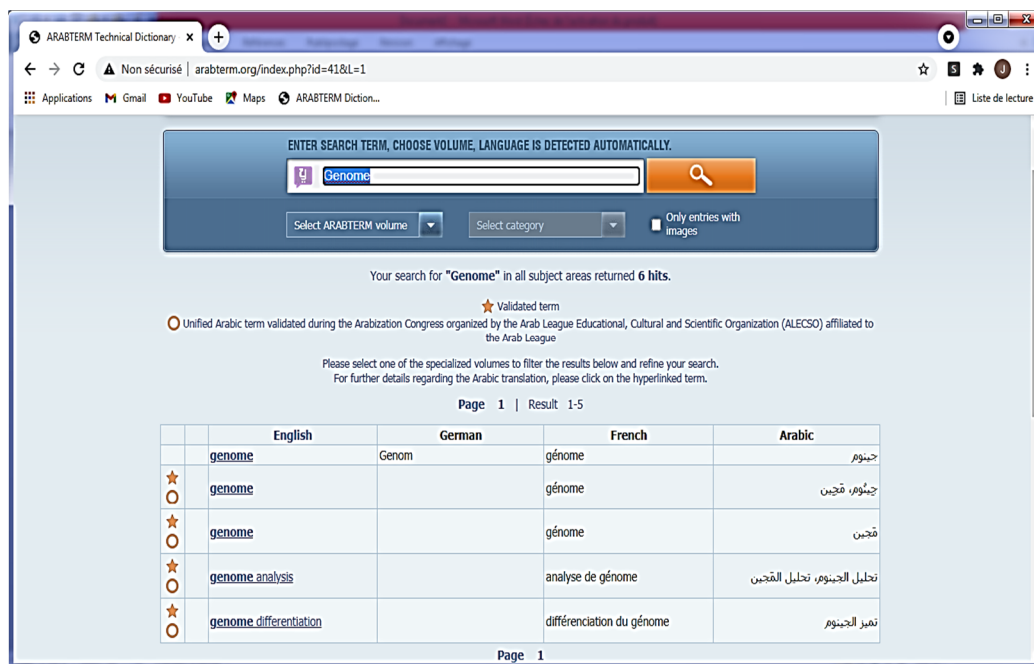 ARABTERM Technical Dictionary
Non sécurisé | arabterm.org/index.php?id=41&L=1
Applications Gmail YouTube Maps ARABTERM Diction... Liste de lecture
ENTER SEARCH TERM, CHOOSE VOLUME, LANGUAGE IS DETECTED AUTOMATICALLY.
Genome
Select ARABTERM volume Select category Only entries with
images
Your search for "Genome" in all subject areas returned 6 hits.
Validated term
Unified Arabic term validated during the Arabization Congress organized by the Arab League Educational, Cultural and Scientific Organization (ALECSO) affiliated to
the Arab League
Please select one of the specialized volumes to filter the results below and refine your search.
For further details regarding the Arabic translation, please click on the hyperlinked term.
Page 1 | Result 1-5
English German French Arabic
genome Genom génome جينوم
genome génome جِينُوم، مَجِين
genome génome مَجين
genome analysis analyse de génome تحليل الجينوم، تحليل المَجين
genome differentiation différenciation du génome تميز الجينوم
Page 1